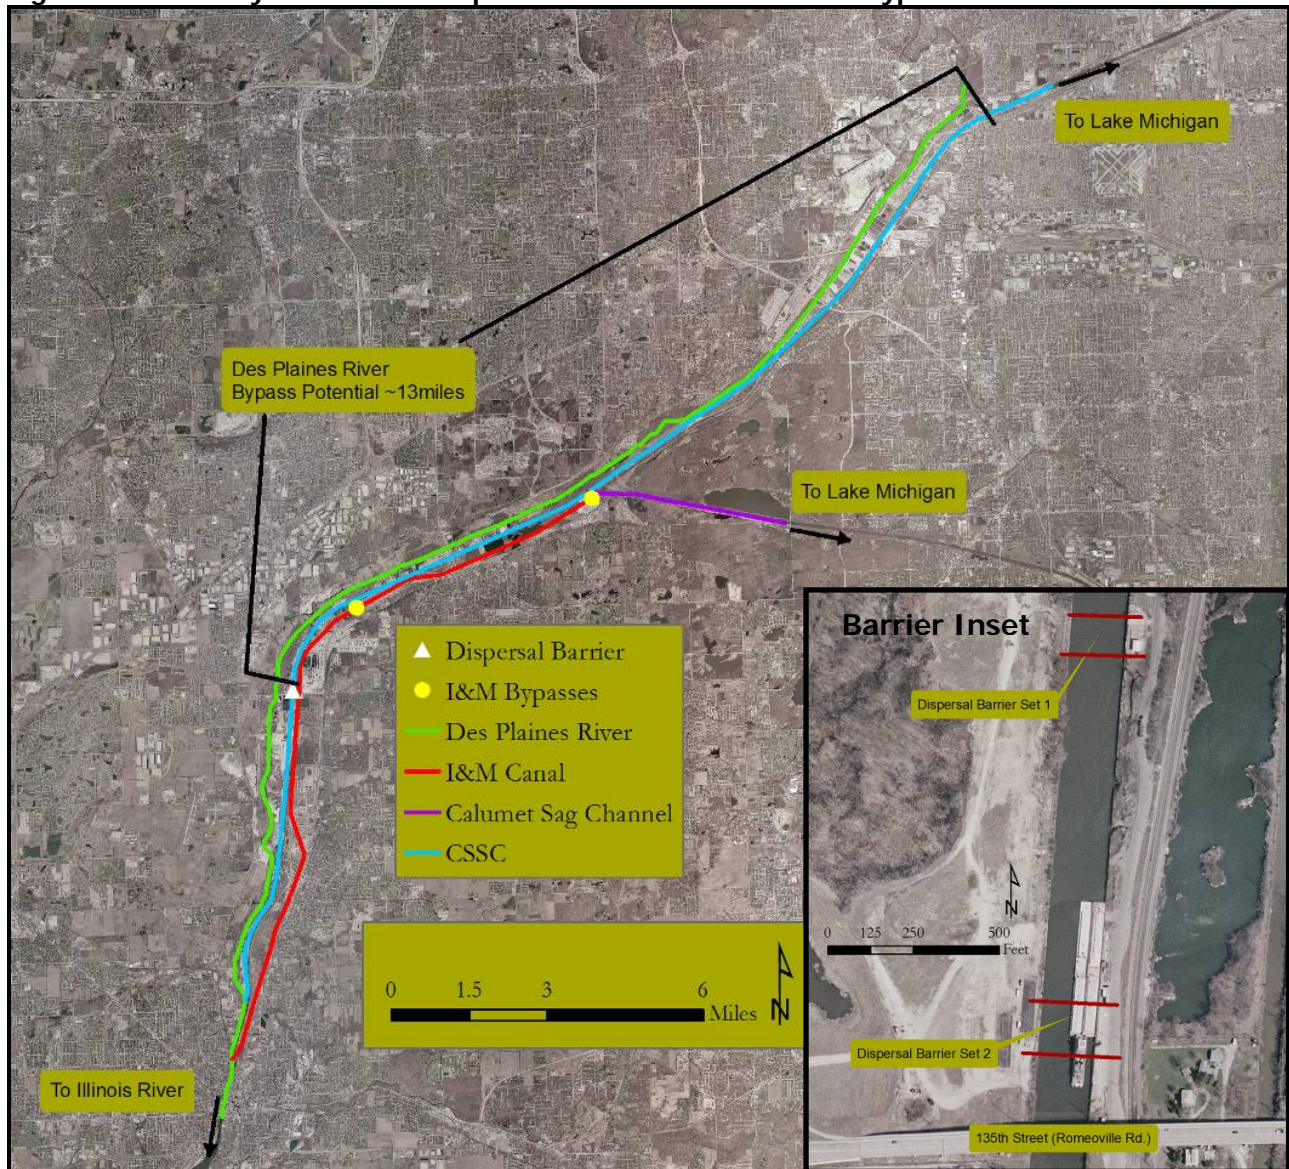 To Lake Michigan
Des Plaines River
Bypass Potential ~13miles
To Lake Michigan
Dispersal Barrier
I&M Bypasses
Des Plaines River
I&M Canal
Calumet Sag Channel
CSSC
0 1.5 3 6
Miles
N
To Illinois River
Barrier Inset
Dispersal Barrier Set 1
N
0 125 250 500
Feet
Dispersal Barrier Set 2
135th Street (Romeoville Rd.)